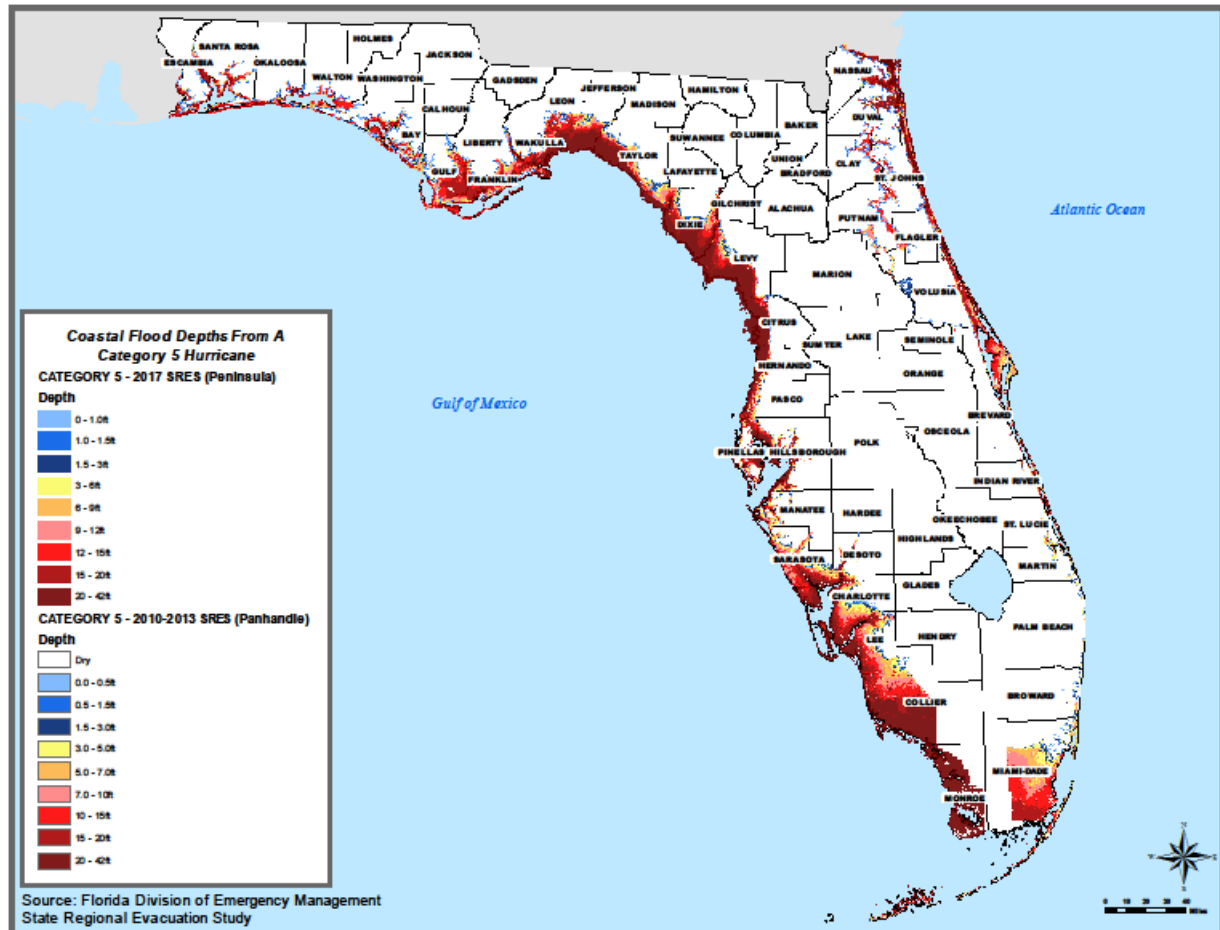 HOLMES
SANTA ROSA
JACKSON
ESCAMBIA
OKALOOSA
WALTON
WASHINGTON
GADSDEN
NASSAU
LEON
JEFFERSON
HAMILTON
MADISON
CALHOUN
DUVAL
BAY
LIBERTY
WAKULLA
SUWANNEE
COLUMBIA
BAKER
TAYLOR
UNION
CLAY
LAFAYETTE
BRADFORD
GULF
FRANKLIN
ST. JOHNS
GILCHRIST
ALACHUA
Atlantic Ocean
PUTNAM
DIXIE
FLAGLER
LEVY
MARION
VOLUSIA
CITRUS
LAKE
SUMTER
SEMINOLE
HERNANDO
ORANGE
PASCO
Gulf of Mexico
BREVARD
OSCEOLA
POLK
PINELLAS
HILLSBOROUGH
INDIAN RIVER
MANATEE
HARDEE
OKEECHOBEE
ST. LUCIE
HIGHLANDS
SARASOTA
DESOTO
MARTIN
GLADES
CHARLOTTE
PALM BEACH
LEE
HENDRY
COLLIER
BROWARD
MIAMI-DADE
MONROE
Coastal Flood Depths From A
Category 5 Hurricane
CATEGORY 5 - 2017 SRES (Peninsula)
Depth
0 - 1.0ft
1.0 - 1.5ft
1.5 - 3ft
3 - 6ft
6 - 9ft
9 - 12ft
12 - 15ft
15 - 20ft
20 - 42ft
CATEGORY 5 - 2010-2013 SRES (Panhandle)
Depth
Dry
0.0 - 0.5ft
0.5 - 1.5ft
1.5 - 3.0ft
3.0 - 5.0ft
5.0 - 7.0ft
7.0 - 10ft
10 - 15ft
15 - 20ft
20 - 42ft
Source: Florida Division of Emergency Management
State Regional Evacuation Study
N
W
E
S
0 10 20 30 40
Miles